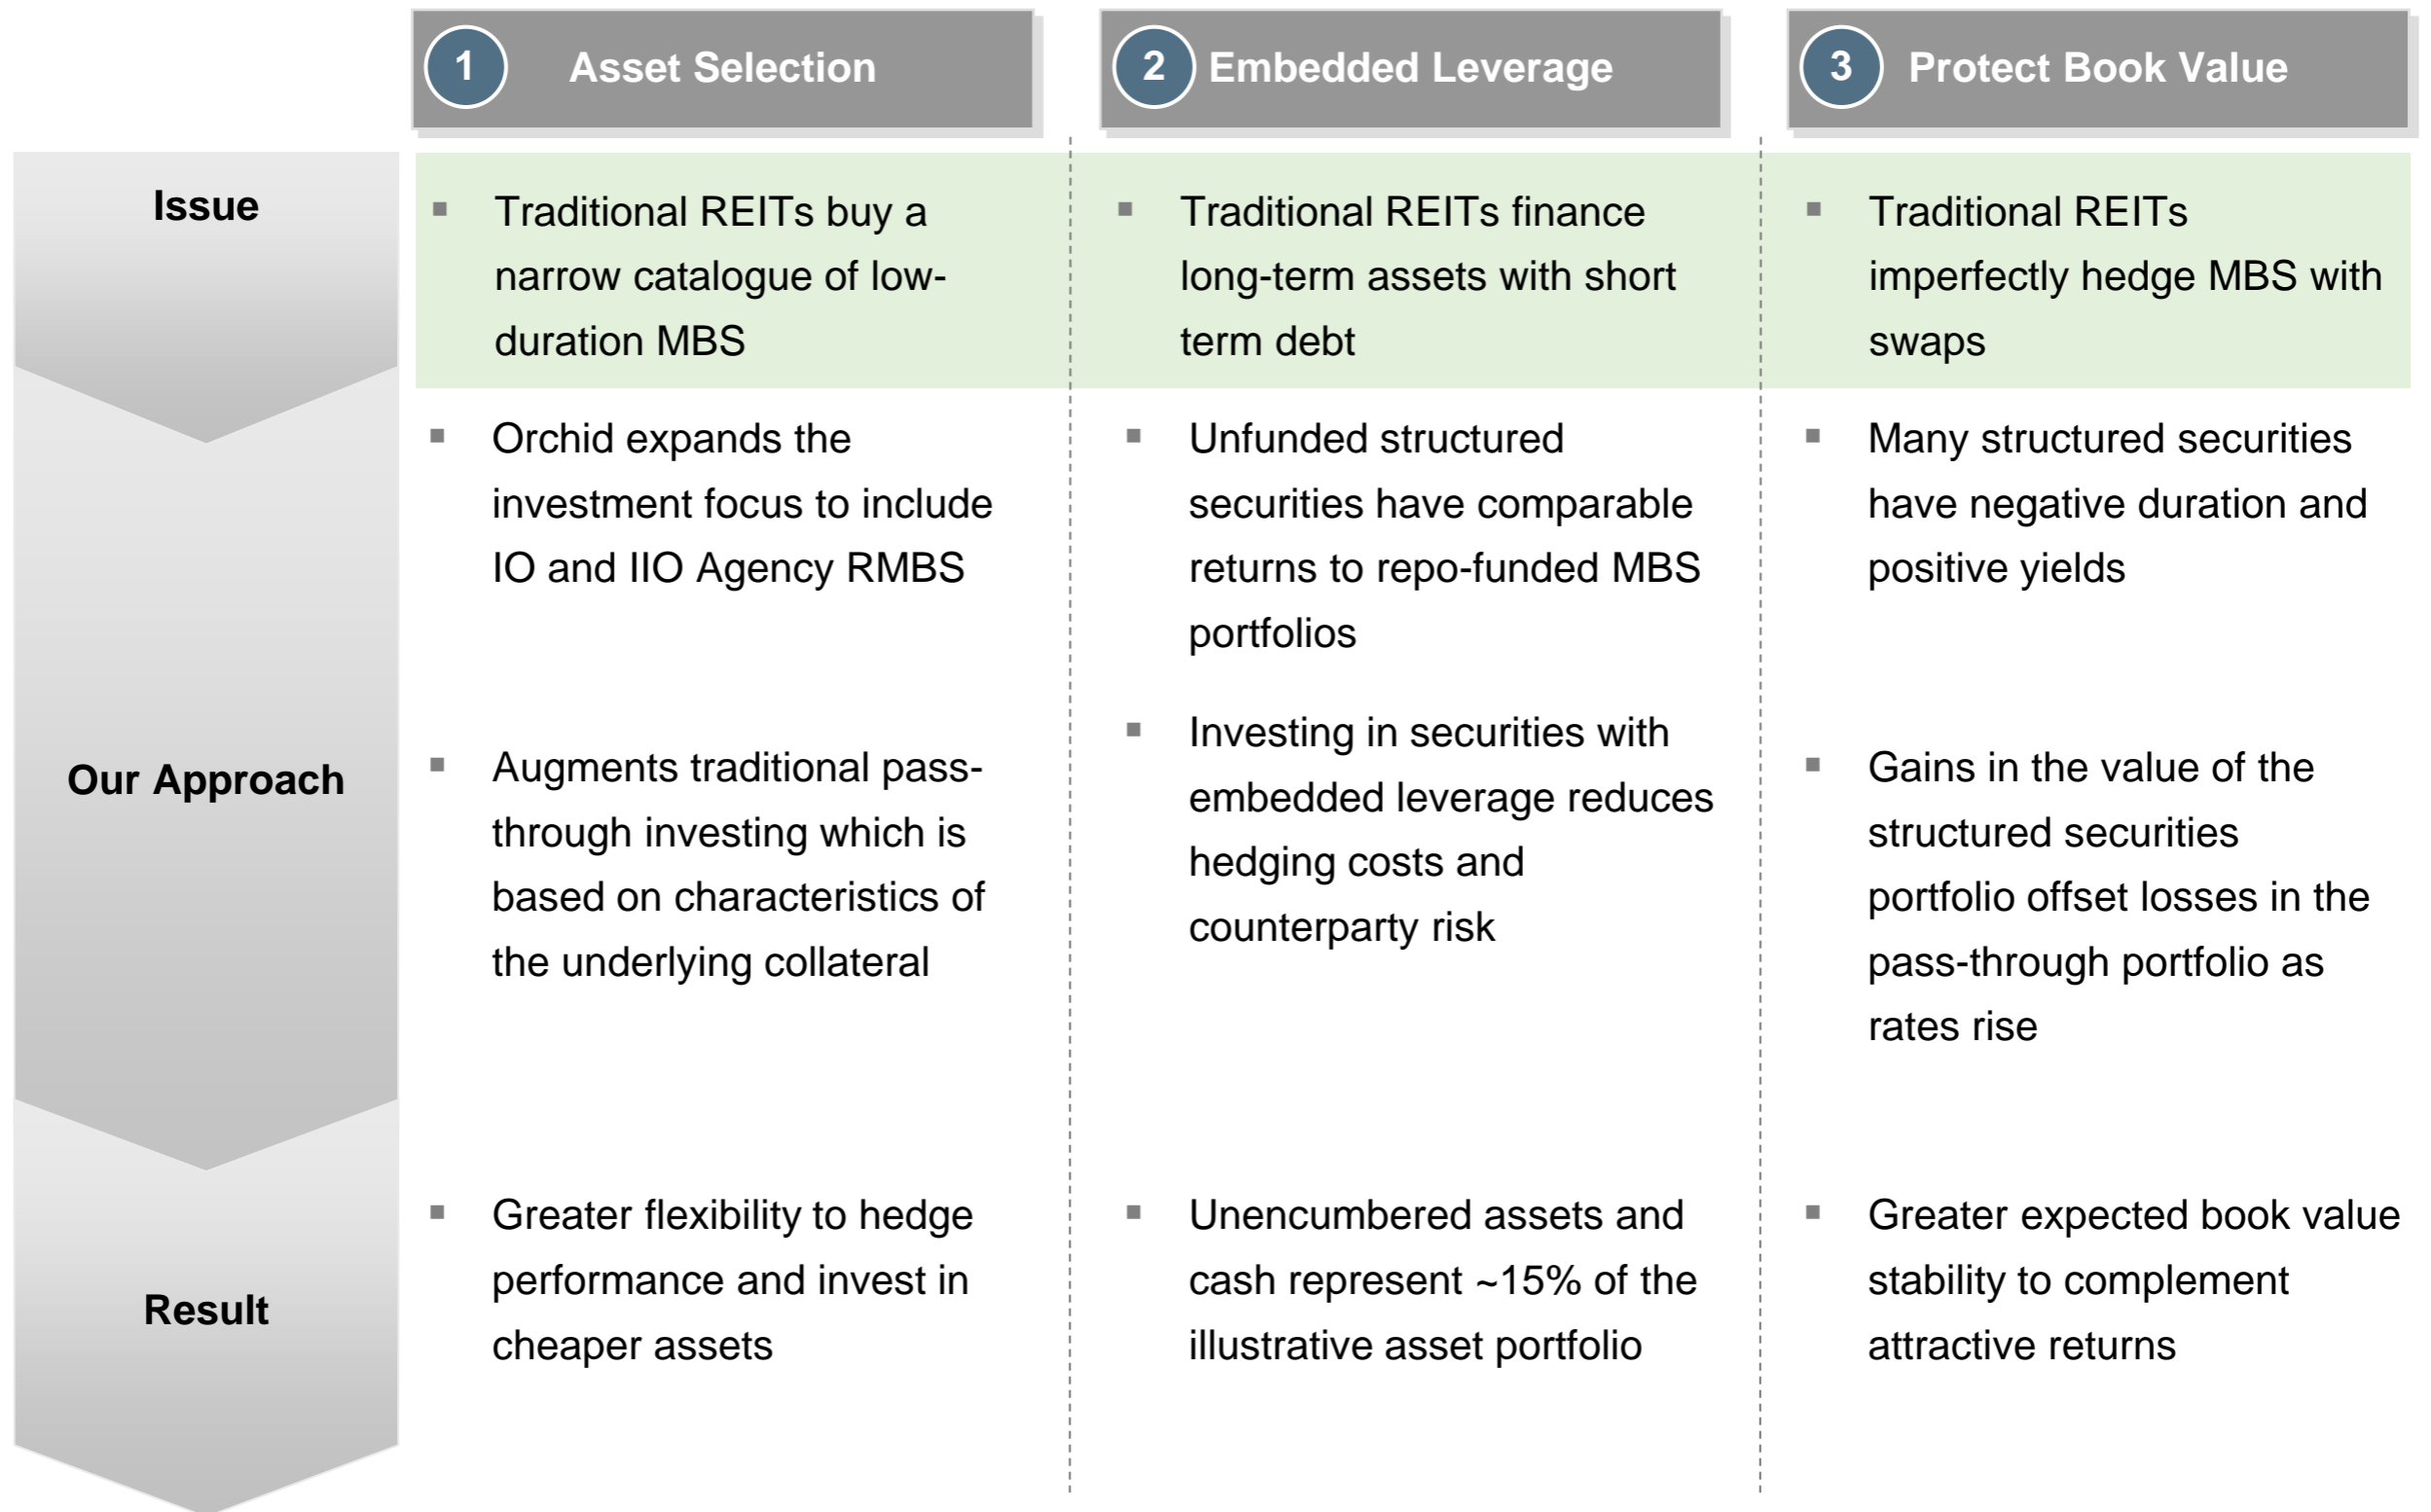 1 Asset Selection
2 Embedded Leverage
3 Protect Book Value
Issue
Traditional REITs buy a
narrow catalogue of low-
duration MBS
Traditional REITs finance
long-term assets with short
term debt
Traditional REITs
imperfectly hedge MBS with
swaps
Our Approach
Orchid expands the
investment focus to include
IO and IIO Agency RMBS
Augments traditional pass-
through investing which is
based on characteristics of
the underlying collateral
Unfunded structured
securities have comparable
returns to repo-funded MBS
portfolios
Investing in securities with
embedded leverage reduces
hedging costs and
counterparty risk
Many structured securities
have negative duration and
positive yields
Gains in the value of the
structured securities
portfolio offset losses in the
pass-through portfolio as
rates rise
Result
Greater flexibility to hedge
performance and invest in
cheaper assets
Unencumbered assets and
cash represent ~15% of the
illustrative asset portfolio
Greater expected book value
stability to complement
attractive returns